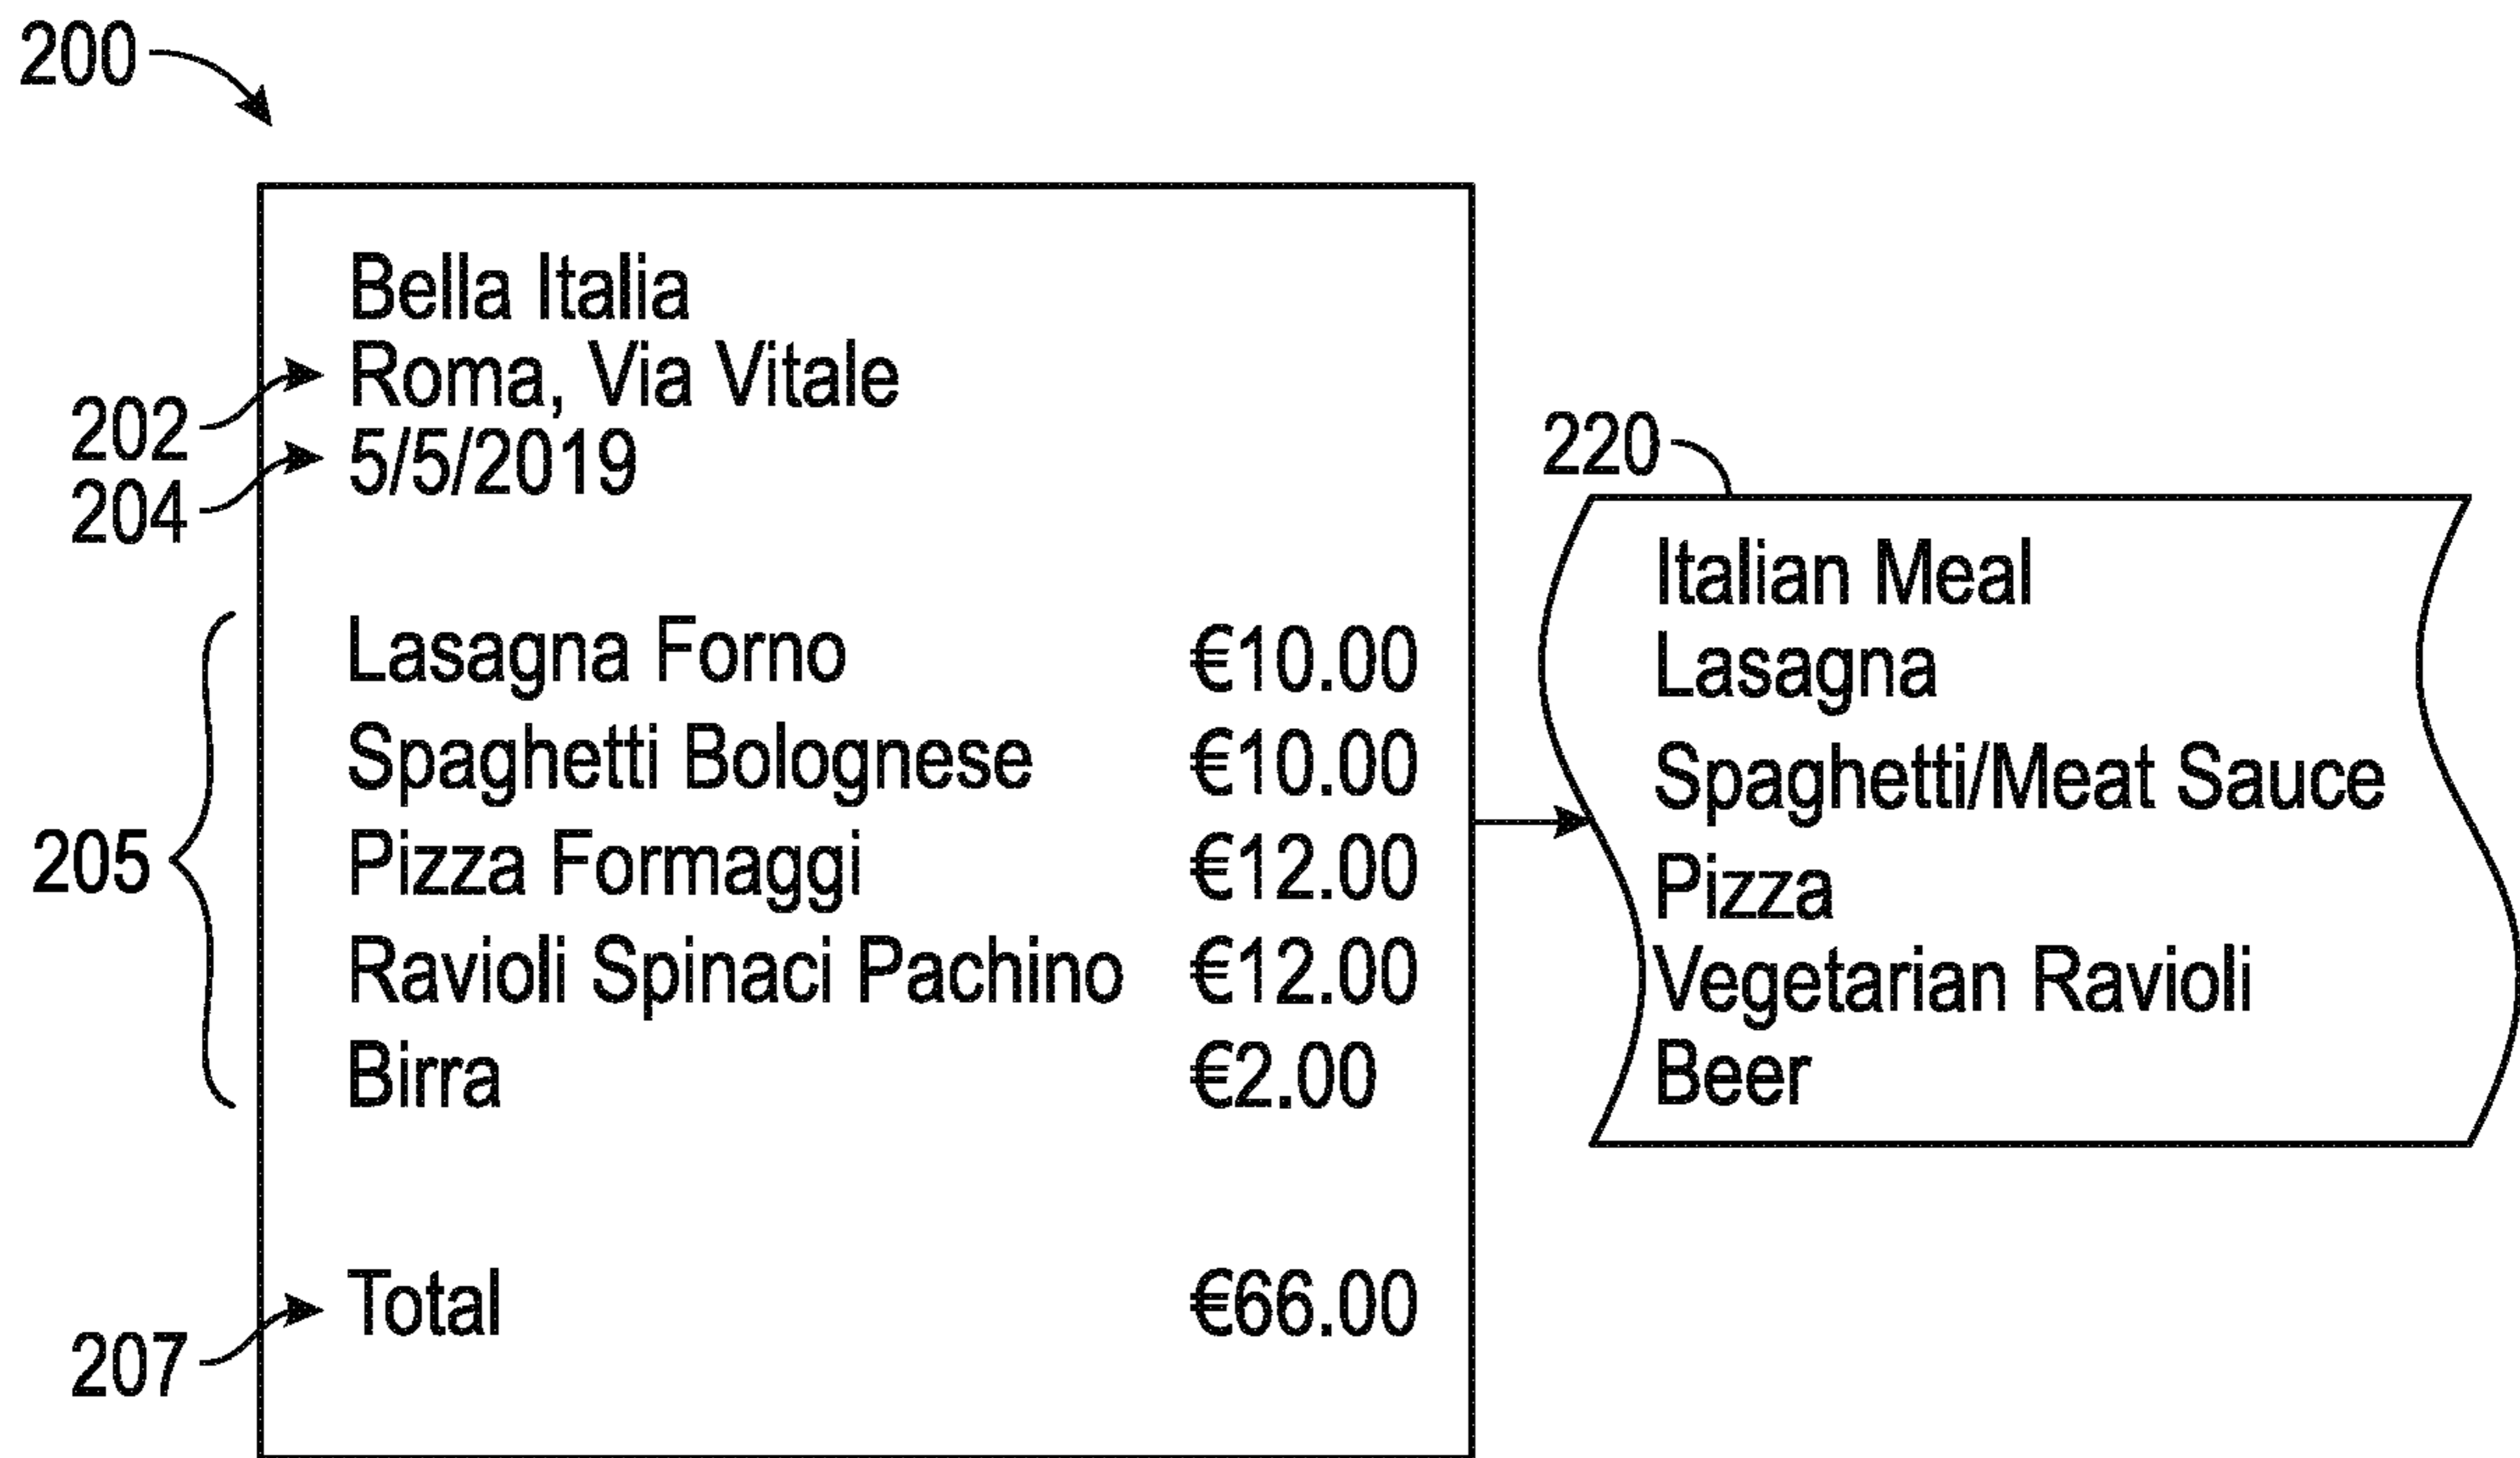 200
Bella Italia
202 Roma, Via Vitale
204 5/5/2019
205
Lasagna Forno €10.00
Spaghetti Bolognese €10.00
Pizza Formaggi €12.00
Ravioli Spinaci Pachino €12.00
Birra €2.00
207 Total €66.00
220
Italian Meal
Lasagna
Spaghetti/Meat Sauce
Pizza
Vegetarian Ravioli
Beer